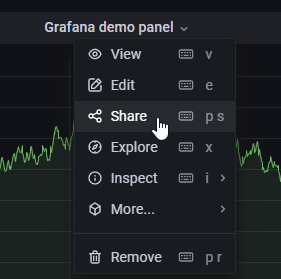 Grafana demo panel
View v
Edit e
Share p s
Explore x
Inspect i
More...
Remove p r